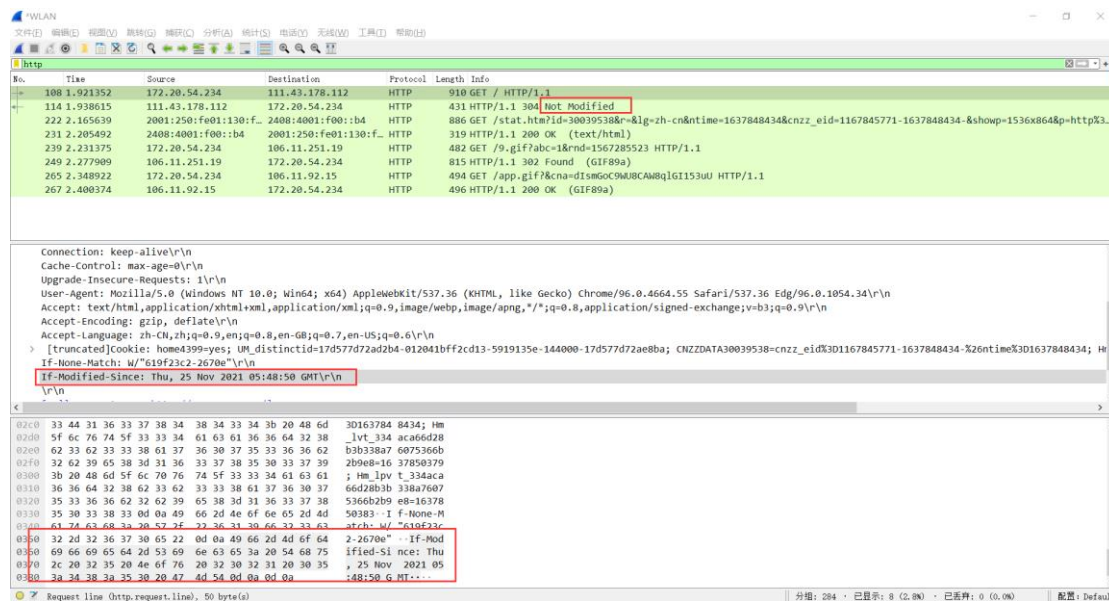 *WLAN
文件(F) 编辑(E) 视图(V) 跳转(G) 捕获(C) 分析(A) 统计(S) 电话(Y) 无线(W) 工具(T) 帮助(H)
http
No. Time Source Destination Protocol Length Info
108 1.921352 172.20.54.234 111.43.178.112 HTTP 910 GET / HTTP/1.1
114 1.938615 111.43.178.112 172.20.54.234 HTTP 431 HTTP/1.1 304 Not Modified
222 2.165639 2001:250:fe01:130:f… 2408:4001:f00::b4 HTTP 886 GET /stat.htm?id=30039538&r=&lg=zh-cn&ntime=1637848434&cnzz_eid=1167845771-1637848434-&showp=1536x864&p=http%3…
231 2.205492 2408:4001:f00::b4 2001:250:fe01:130:f… HTTP 319 HTTP/1.1 200 OK (text/html)
239 2.231375 172.20.54.234 106.11.251.19 HTTP 482 GET /9.gif?abc=1&rnd=1567285523 HTTP/1.1
249 2.277909 106.11.251.19 172.20.54.234 HTTP 815 HTTP/1.1 302 Found (GIF89a)
265 2.348922 172.20.54.234 106.11.92.15 HTTP 494 GET /app.gif?&cna=dIsmGoC9WU8CAW8qlGI153uU HTTP/1.1
267 2.400374 106.11.92.15 172.20.54.234 HTTP 496 HTTP/1.1 200 OK (GIF89a)
Connection: keep-alive\r\n
Cache-Control: max-age=0\r\n
Upgrade-Insecure-Requests: 1\r\n
User-Agent: Mozilla/5.0 (Windows NT 10.0; Win64; x64) AppleWebKit/537.36 (KHTML, like Gecko) Chrome/96.0.4664.55 Safari/537.36 Edg/96.0.1054.34\r\n
Accept: text/html,application/xhtml+xml,application/xml;q=0.9,image/webp,image/apng,*/*;q=0.8,application/signed-exchange;v=b3;q=0.9\r\n
Accept-Encoding: gzip, deflate\r\n
Accept-Language: zh-CN,zh;q=0.9,en;q=0.8,en-GB;q=0.7,en-US;q=0.6\r\n
[truncated]Cookie: home4399=yes; UM_distinctid=17d577d72ad2b4-012041bff2cd13-5919135e-144000-17d577d72ae8ba; CNZZDATA30039538=cnzz_eid%3D1167845771-1637848434-%26ntime%3D1637848434;
If-None-Match: W/"619f23c2-2670e"\r\n
If-Modified-Since: Thu, 25 Nov 2021 05:48:50 GMT\r\n
\r\n
02c0 33 44 31 36 33 37 38 34 38 34 33 34 3b 20 48 6d 3D163784 8434; Hm
02d0 5f 6c 76 74 5f 33 33 34 61 63 61 36 36 64 32 38 _lvt_334 aca66d28
02e0 62 33 62 33 33 38 61 37 36 30 37 35 33 36 36 62 b3b338a7 6075366b
02f0 32 62 39 65 38 3d 31 36 33 37 38 35 30 33 37 39 2b9e8=16 37850379
0300 3b 20 48 6d 5f 6c 70 76 74 5f 33 33 34 61 63 61 ; Hm_lpv t_334aca
0310 36 36 64 32 38 62 33 62 33 33 38 61 37 36 30 37 66d28b3b 338a7607
0320 35 33 36 36 62 32 62 39 65 38 3d 31 36 33 37 38 5366b2b9 e8=16378
0330 35 30 33 38 33 0d 0a 49 66 2d 4e 6f 6e 65 2d 4d 50383··I f-None-M
0340 61 74 63 68 3a 20 57 2f 22 36 31 39 66 32 33 63 atch: W/ "619f23c
0350 32 2d 32 36 37 30 65 22 0d 0a 49 66 2d 4d 6f 64 2-2670e" ··If-Mod
0360 69 66 69 65 64 2d 53 69 6e 63 65 3a 20 54 68 75 ified-Si nce: Thu
0370 2c 20 32 35 20 4e 6f 76 20 32 30 32 31 20 30 35 , 25 Nov 2021 05
0380 3a 34 38 3a 35 30 20 47 4d 54 0d 0a 0d 0a :48:50 G MT····
Request line (http.request.line), 50 byte(s) 分组: 284 · 已显示: 8 (2.8%) · 已丢弃: 0 (0.0%) 配置: